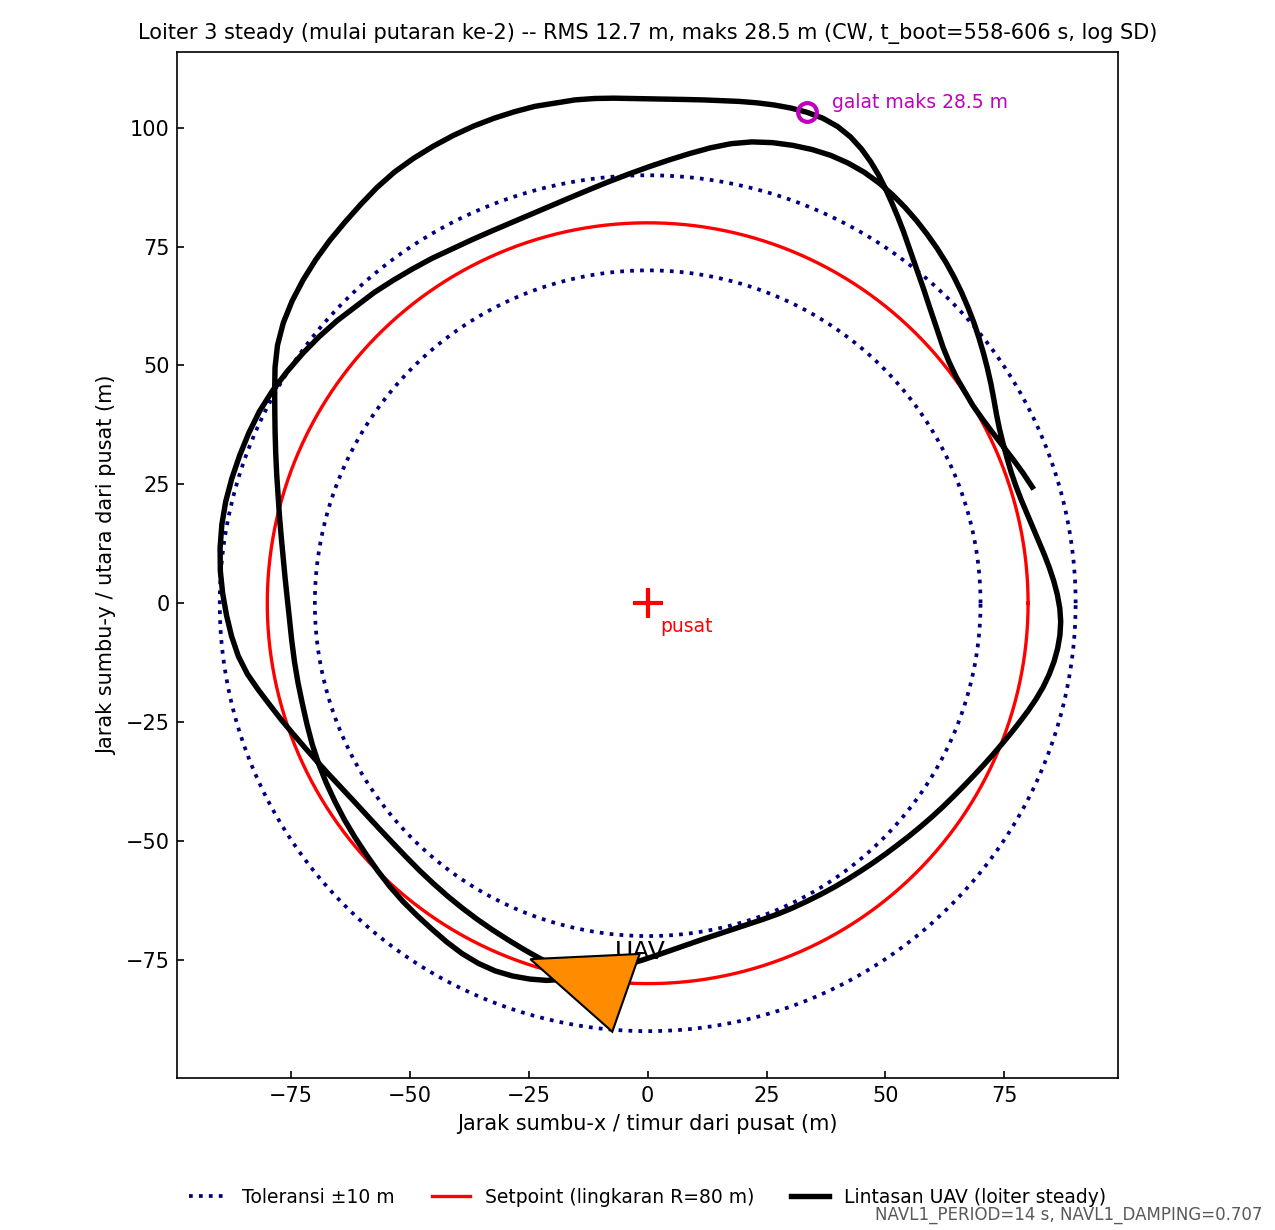 Loiter 3 steady (mulai putaran ke-2) -- RMS 12.7 m, maks 28.5 m (CW, t_boot=558-606 s, log SD)
galat maks 28.5 m
100
75
50
25
0
−25
−50
−75
Jarak sumbu-y / utara dari pusat (m)
pusat
UAV
−75 −50 −25 0 25 50 75
Jarak sumbu-x / timur dari pusat (m)
Toleransi ±10 m Setpoint (lingkaran R=80 m) Lintasan UAV (loiter steady)
NAVL1_PERIOD=14 s, NAVL1_DAMPING=0.707